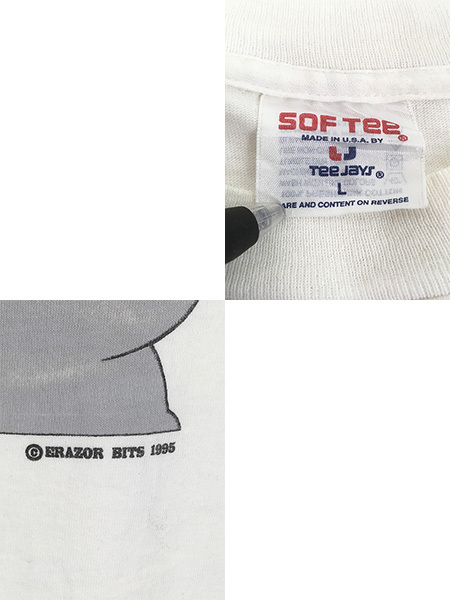 SOF TEE®
MADE IN U.S.A. BY
TEE JAYS®
L
ARE AND CONTENT ON REVERSE
© ERAZOR BITS 1995